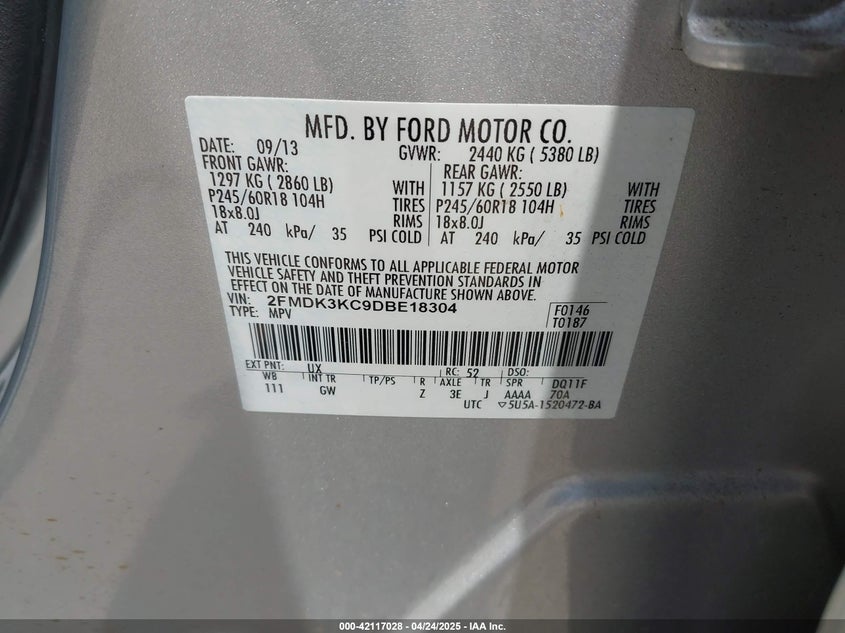 MFD. BY FORD MOTOR CO.
DATE: 09/13 GVWR: 2440 KG ( 5380 LB)
FRONT GAWR: REAR GAWR:
1297 KG ( 2860 LB) WITH 1157 KG ( 2550 LB) WITH
P245/60R18 104H TIRES P245/60R18 104H TIRES
18x8.0J RIMS 18x8.0J RIMS
AT 240 kPa/ 35 PSI COLD AT 240 kPa/ 35 PSI COLD
THIS VEHICLE CONFORMS TO ALL APPLICABLE FEDERAL MOTOR
VEHICLE SAFETY AND THEFT PREVENTION STANDARDS IN
EFFECT ON THE DATE OF MANUFACTURE SHOWN ABOVE.
VIN: 2FMDK3KC9DBE18304 F0146
TYPE: MPV T0187
EXT PNT: UX RC: 52 DSO:
WB INT TR TP/PS R AXLE TR SPR DQ11F
111 GW Z 3E J AAAA 70A
UTC ▽5U5A-1520472-BA
000-42117028 - 04/24/2025 - IAA Inc.